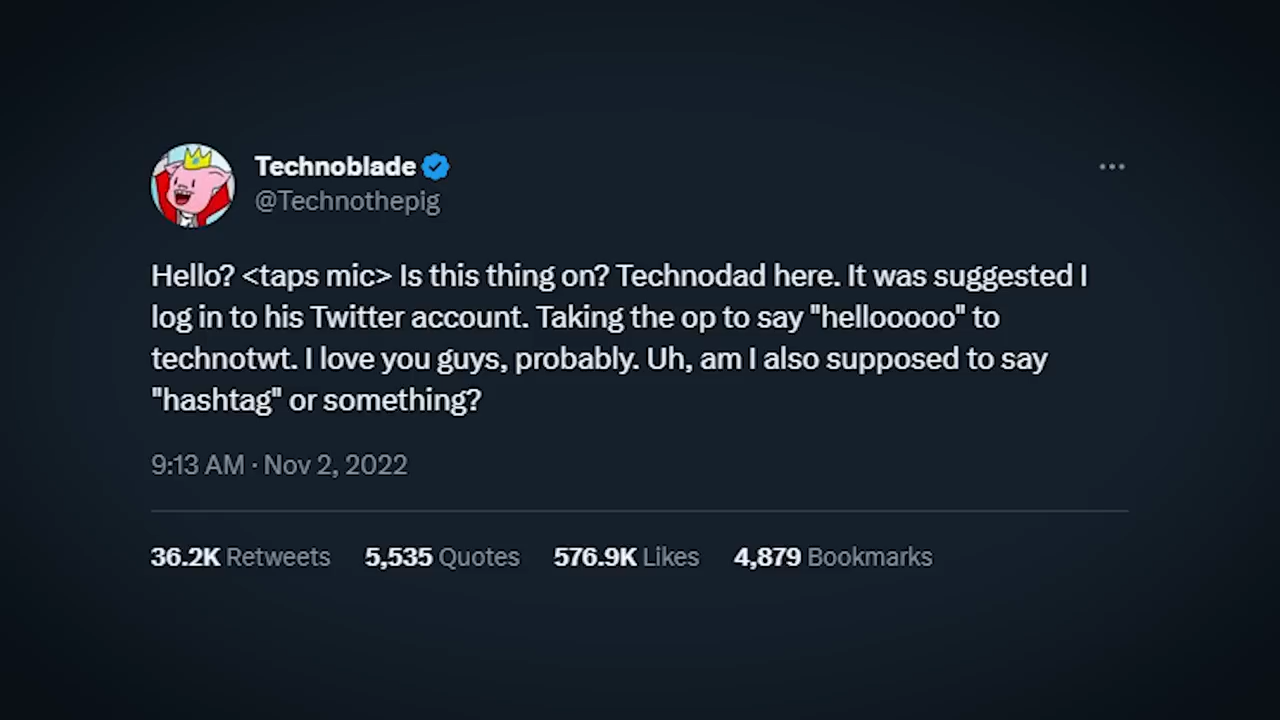 Technoblade
@Technothepig
Hello? <taps mic> Is this thing on? Technodad here. It was suggested I
log in to his Twitter account. Taking the op to say "hellooooo" to
technotwt. I love you guys, probably. Uh, am I also supposed to say
"hashtag" or something?
9:13 AM · Nov 2, 2022
36.2K Retweets 5,535 Quotes 576.9K Likes 4,879 Bookmarks